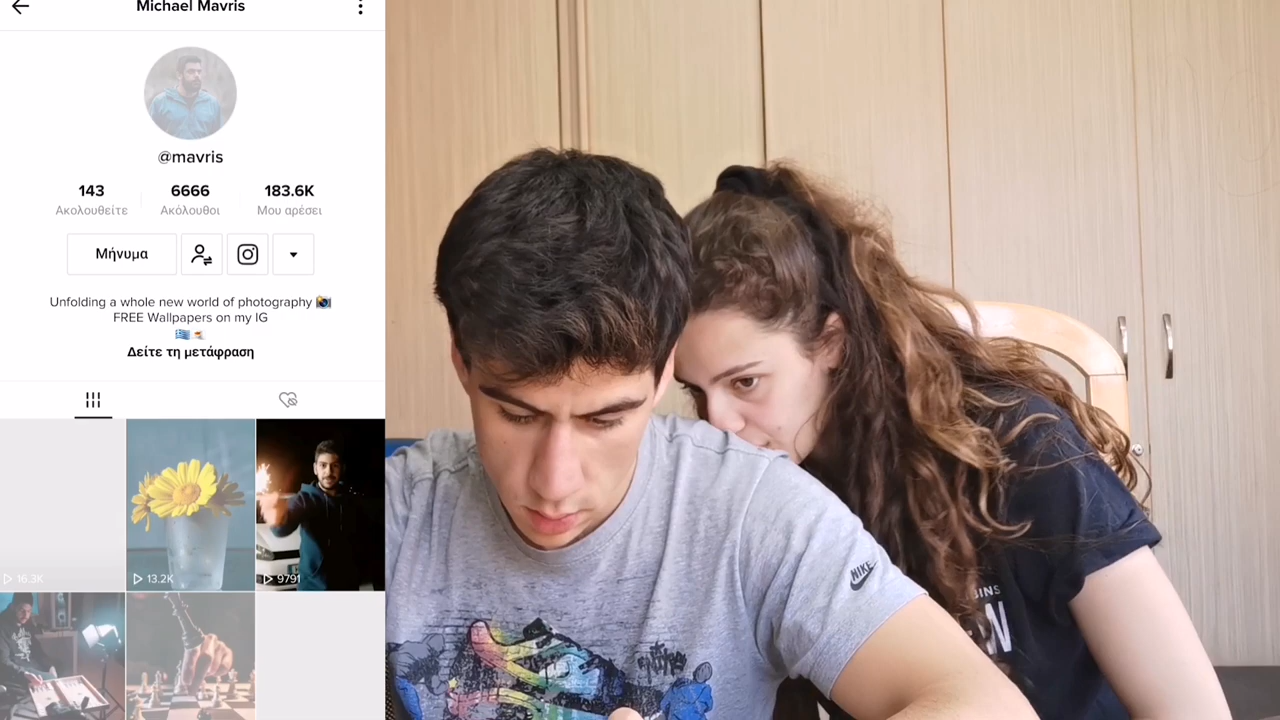 Michael Mavris
@mavris
143 6666 183.6K
Ακολουθείτε Ακόλουθοι Μου αρέσει
Μήνυμα
Unfolding a whole new world of photography
FREE Wallpapers on my IG
Δείτε τη μετάφραση
16.3K 13.2K 9791
NIKE